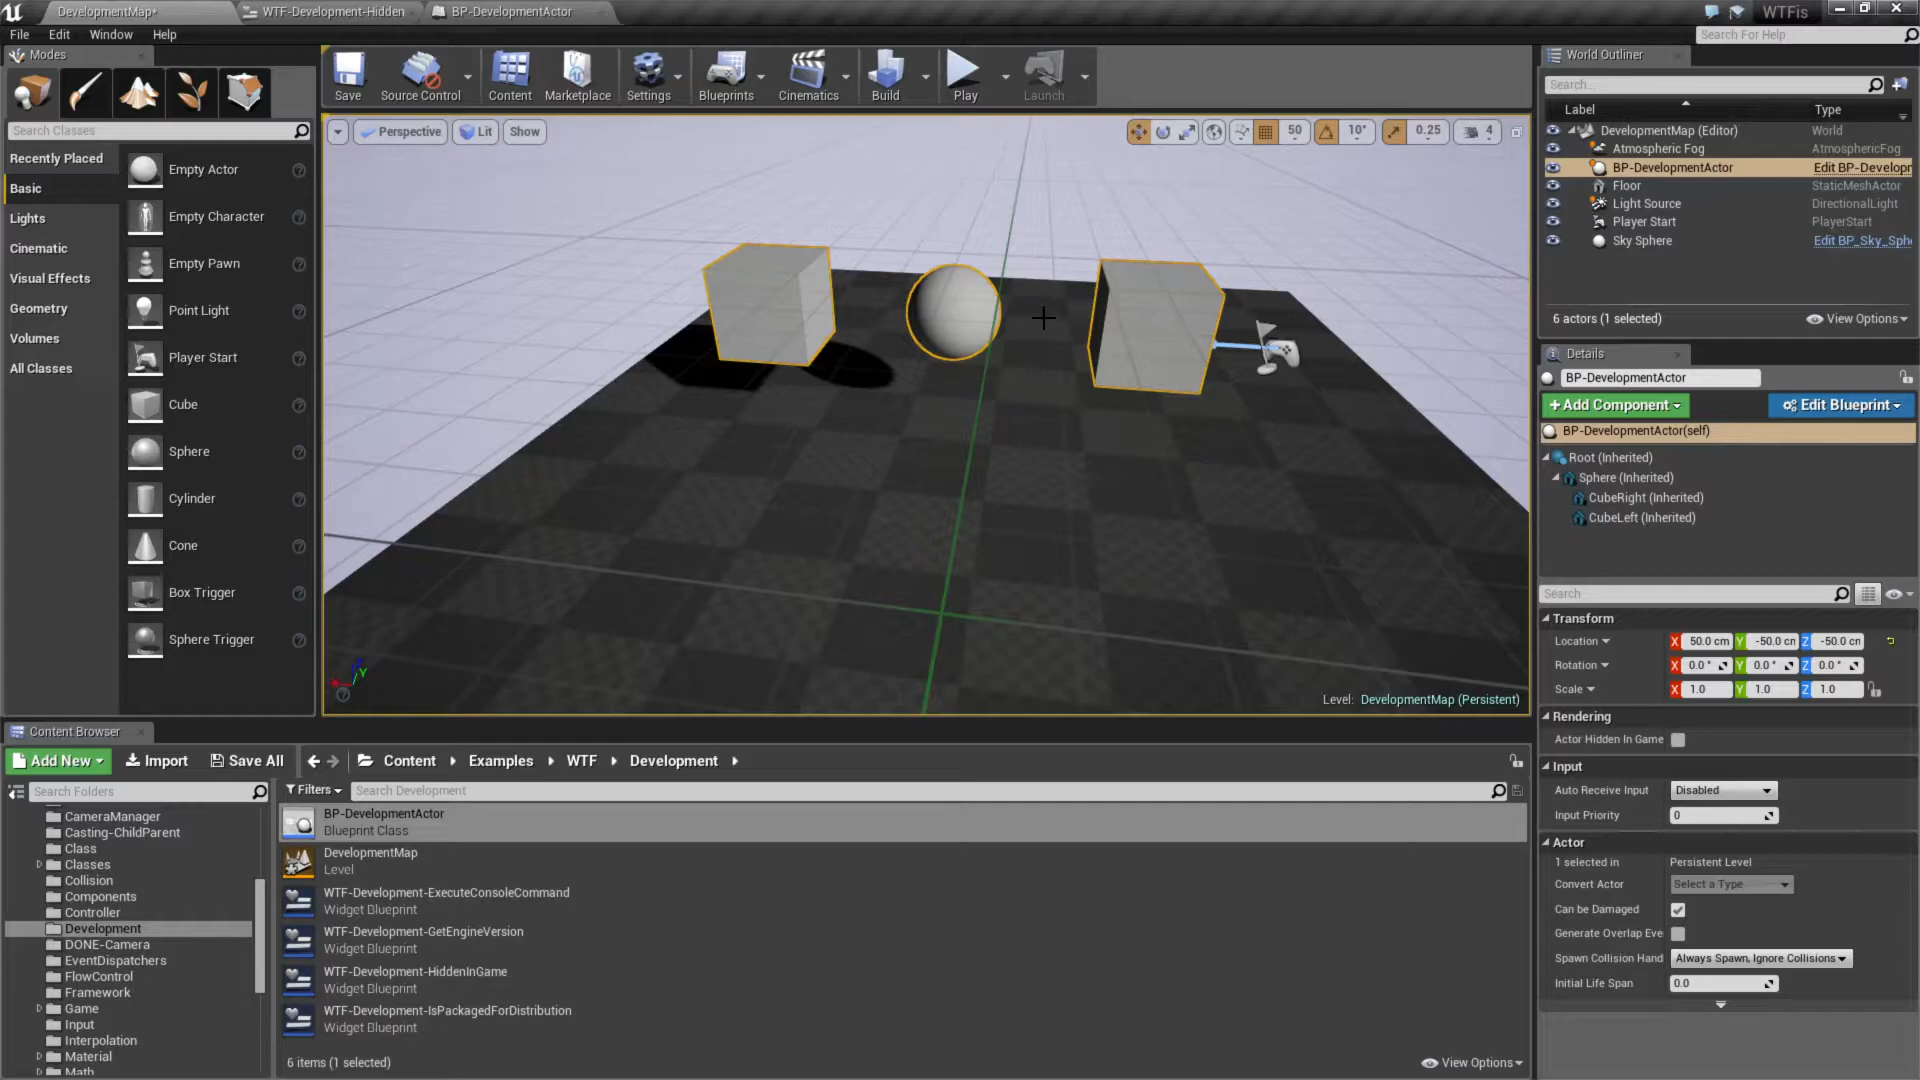 DevelopmentMap*
WTF-Development-Hidden
BP-DevelopmentActor
WTFis
File
Edit
Window
Help
Search For Help
Modes
Search Classes
Recently Placed
Basic
Lights
Cinematic
Visual Effects
Geometry
Volumes
All Classes
Empty Actor
Empty Character
Empty Pawn
Point Light
Player Start
Cube
Sphere
Cylinder
Cone
Box Trigger
Sphere Trigger
Save
Source Control
Content
Marketplace
Settings
Blueprints
Cinematics
Build
Play
Launch
Perspective
Lit
Show
50
10°
0.25
4
Z
Y
Level: DevelopmentMap (Persistent)
World Outliner
Search...
Label
Type
DevelopmentMap (Editor)
World
Atmospheric Fog
AtmosphericFog
BP-DevelopmentActor
Edit BP-Developm
Floor
StaticMeshActor
Light Source
DirectionalLight
Player Start
PlayerStart
Sky Sphere
Edit BP_Sky_Sphe
6 actors (1 selected)
View Options
Details
BP-DevelopmentActor
+ Add Component
Edit Blueprint
BP-DevelopmentActor(self)
Root (Inherited)
Sphere (Inherited)
CubeRight (Inherited)
CubeLeft (Inherited)
Search
Transform
Location
X 50.0 cm Y -50.0 cm Z -50.0 cm
Rotation
X 0.0 ° Y 0.0 ° Z 0.0 °
Scale
X 1.0 Y 1.0 Z 1.0
Rendering
Actor Hidden In Game
Input
Auto Receive Input
Disabled
Input Priority
0
Actor
1 selected in
Persistent Level
Convert Actor
Select a Type
Can be Damaged
Generate Overlap Eve
Spawn Collision Hand
Always Spawn, Ignore Collisions
Initial Life Span
0.0
Content Browser
Add New
Import
Save All
Content
Examples
WTF
Development
Search Folders
Filters
Search Development
CameraManager
Casting-ChildParent
Class
Classes
Collision
Components
Controller
Development
DONE-Camera
EventDispatchers
FlowControl
Framework
Game
Input
Interpolation
Material
Math
BP-DevelopmentActor
Blueprint Class
DevelopmentMap
Level
WTF-Development-ExecuteConsoleCommand
Widget Blueprint
WTF-Development-GetEngineVersion
Widget Blueprint
WTF-Development-HiddenInGame
Widget Blueprint
WTF-Development-IsPackagedForDistribution
Widget Blueprint
6 items (1 selected)
View Options